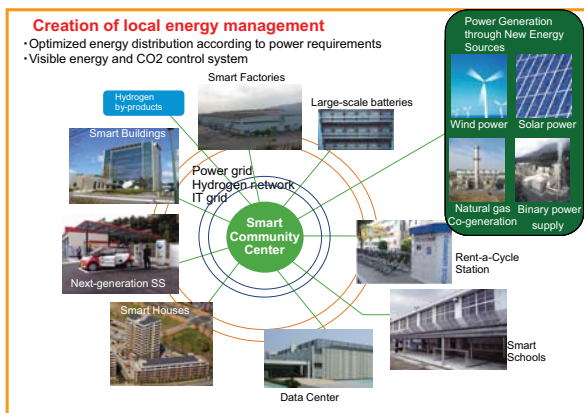 Creation of local energy management
・Optimized energy distribution according to power requirements
・Visible energy and CO2 control system
Power Generation
through New Energy
Sources
Wind power
Solar power
Natural gas
Co-generation
Binary power
supply
Hydrogen
by-products
Smart Factories
Large-scale batteries
Smart Buildings
Power grid
Hydrogen network
IT grid
Smart
Community
Center
Next-generation SS
Rent-a-Cycle
Station
Smart Houses
Data Center
Smart
Schools